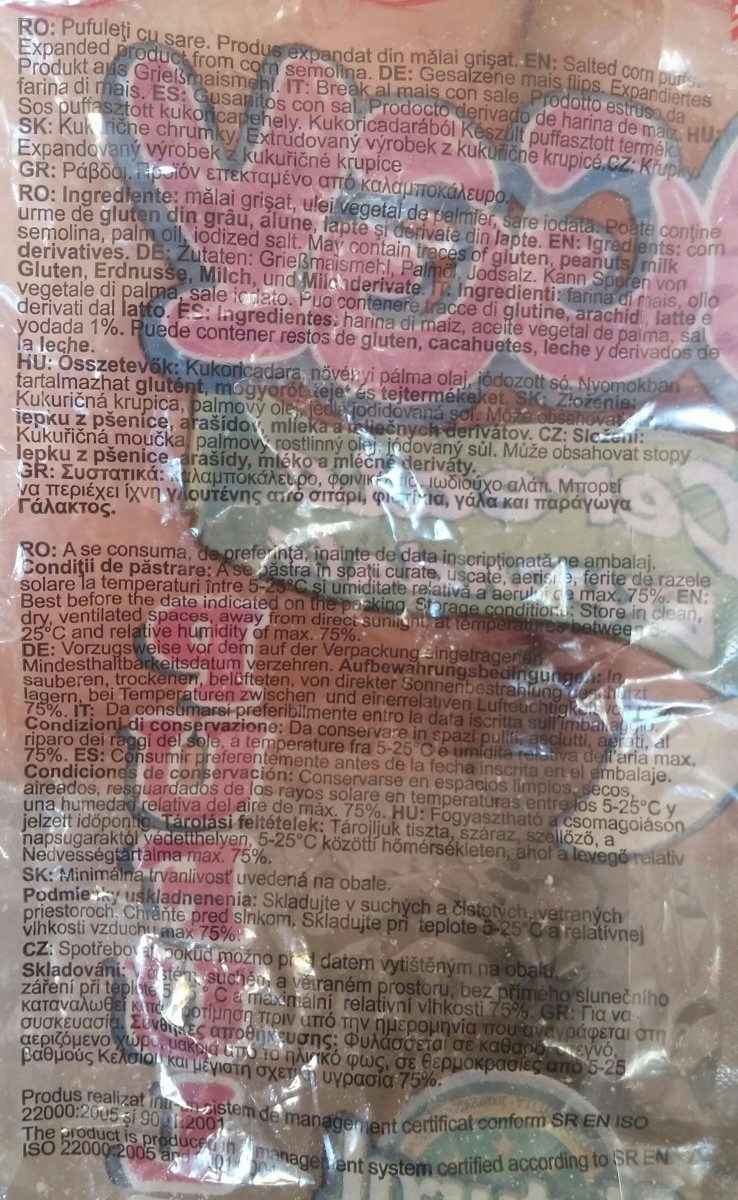 RO: Pufuleţi cu sare. Produs expandat din mălai grişat. EN: Salted corn puffs.
Expanded product from corn semolina. DE: Gesalzene mais flips. Expandiertes
Produkt aus Grießmaismehl. IT: Break al mais con sale. Prodotto estruso da
farina di mais. ES: Gusanitos con sal. Prodocto derivado de harina de maiz. HU:
Sos puffasztott kukoricapehely. Kukoricadarából Készült puffasztott termék
SK: Kukuričné chrumky. Extrudovaný výrobek z kukuřičné krupice. CZ: Křupky
Expandovaný výrobek z kukuřičné krupice
GR: Ράβδοι. Προϊόν επεκταμένο από καλαμποκάλευρο.
RO: Ingrediente: mălai grişat, ulei vegetal de palmier, sare iodată. Poate conţine
urme de gluten din grâu, alune, lapte şi derivate din lapte. EN: Igredients: corn
semolina, palm oil, iodized salt. May contain traces of gluten, peanuts, milk
derivatives. DE: Zutaten: Grießmaismehl, Palmöl, Jodsalz. Kann Spuren von
Gluten, Erdnusse, Milch, und Milchderivate. IT: Ingredienti: farina di mais, olio
vegetale di palma, sale iodato. Puo contenere tracce di glutine, arachidi, latte e
derivati dal latto. ES: Ingredientes: harina di maiz, aceite vegetal de palma, sal
yodada 1%. Puede contener restos de gluten, cacahuetes, leche y derivados de
la leche.
HU: Összetevők: Kukoricadara, növényi pálma olaj, jódozott só. Nyomokban
tartalmazhat glutént, mogyorót, teje, és tejtermékeket. SK: Zloženie:
Kukuričná krupica, palmový olej, jedlá jodidovaná sol. Može obsahovat
lepku z pšenice, arašidov, mlieka a mliečnych derivátov. CZ: Složení:
Kukuřičná moučka, palmový rostlinný olej, jódovaný sůl. Může obsahovat stopy
lepku z pšenice, arašídy, mléko a mléčné deriváty.
GR: Συστατικά: καλαμποκάλευρο, ιωδιούχο αλάτι. Μπορεί
να περιέχει ίχνη γλουτένης από σιτάρι, φιστίκια, γάλα και παράγωγα
Γάλακτος.
RO: A se consuma, de preferinţă, înainte de data inscripţionată pe ambalaj.
Condiţii de păstrare: A se păstra în spaţii curate, uscate, aerisite, ferite de razele
solare la temperaturi între 5-25°C şi umiditate relativă a aerului de max. 75%. EN:
Best before the date indicated on the packing. Storage conditions: Store in clean,
dry, ventilated spaces, away from direct sunlight, at temperatures between 5-
25°C and relative humidity of max. 75%.
DE: Vorzugsweise vor dem auf der Verpackung eingetragenen
Mindesthaltbarkeitsdatum verzehren. Aufbewahrungsbedingungen: In
sauberen, trockenen, belüfteten, von direkter Sonnenbestrahlung geschützt
lagern, bei Temperaturen zwischen und einerrelativen Luftfeuchtigkeit von
75%. IT: Da consumarsi preferibilmente entro la data iscritta sull'imballaggio.
Condizioni di conservazione: Da conservare in spazi puliti, asciutti, aerati, al
riparo dei raggi del sole, a temperature fra 5-25°C e umidita relativa dell'aria max.
75%. ES: Consumir preferentemente antes de la fecha inscrita en el embalaje.
Condiciones de conservación: Conservarse en espacios limpios, secos,
aireados, resguardados de los rayos solare en temperaturas entre los 5-25°C y
una humedad relativa del aire de máx. 75%. HU: Fogyasztható a csomagoiáson
jelzett időpontig. Tárolási feltételek: Tároljluk tiszta, száraz, szellőző, a
napsugaraktól védetthelyen, 5-25°C közötti hőmérsékleten, ahol a levegő relatív
Nedvességtartalma max. 75%.
SK: Minimálna trvanlivosť uvedená na obale.
Podmienky uskladnenenia: Skladujte v suchých a čistotých, vetraných
priestoroch. Chráňte pred slnkom. Skladujte při teplote 5-25°C a relatívnej
vlhkosti vzduchu max 75%.
CZ: Spotřebovat, pokud možno před datem vytištěným na obalu.
Skladování: čistém, suchém a větraném prostoru, bez přímého slunečního
záření při teplotě 5 °C a maximální relativní vlhkosti 75%. GR: Για να
καταναλωθεί κατά προτίμηση πριν από την ημερομηνία που αναγράφεται στη
συσκευασία. Συνθήκες αποθήκευσης: Φυλάσσεται σε καθαρό,
αεριζόμενο χώρο, μακριά από το ηλιακό φως, σε θερμοκρασίες από 5-25
βαθμούς Κελσίου και μέγιστη σχετική υγρασία 75%.
Produs realizat într-un sistem de management certificat conform SR EN ISO
22000:2005 şi 9001:2001
The product is produced in management system certified according to SR EN
ISO 22000:2005 and 9001:2001